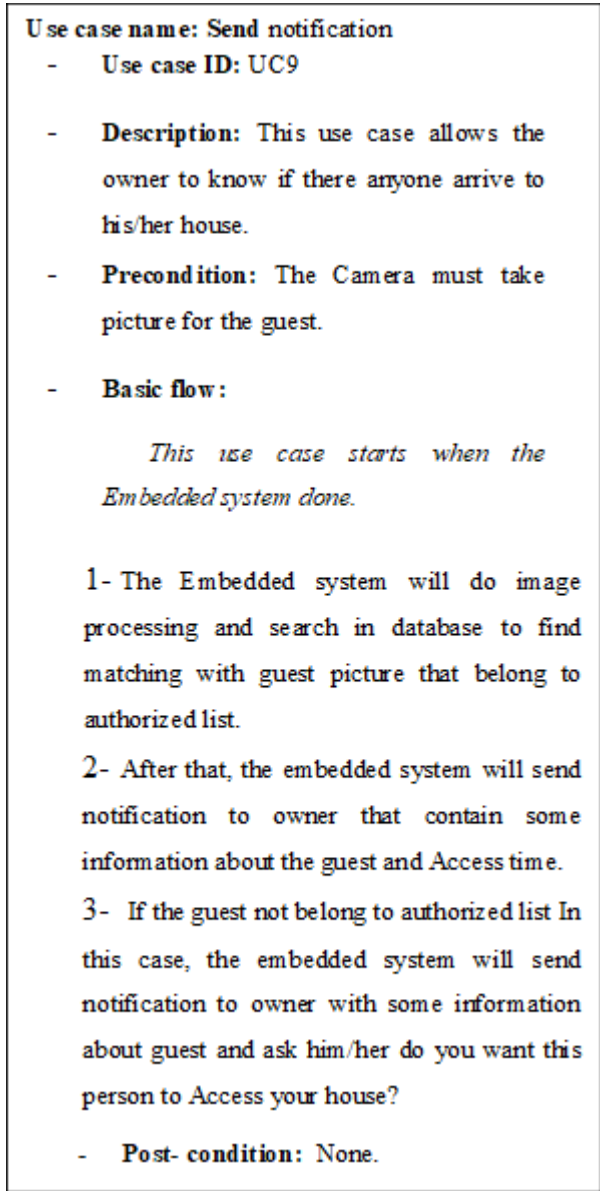 Use case name: Send notification
- Use case ID: UC9
- Description: This use case allows the
owner to know if there anyone arrive to
his/her house.
- Precondition: The Camera must take
picture for the guest.
- Basic flow:
This use case starts when the
Embedded system done.
1- The Embedded system will do image
processing and search in database to find
matching with guest picture that belong to
authorized list.
2- After that, the embedded system will send
notification to owner that contain some
information about the guest and Access time.
3- If the guest not belong to authorized list In
this case, the embedded system will send
notification to owner with some information
about guest and ask him/her do you want this
person to Access your house?
- Post- condition: None.